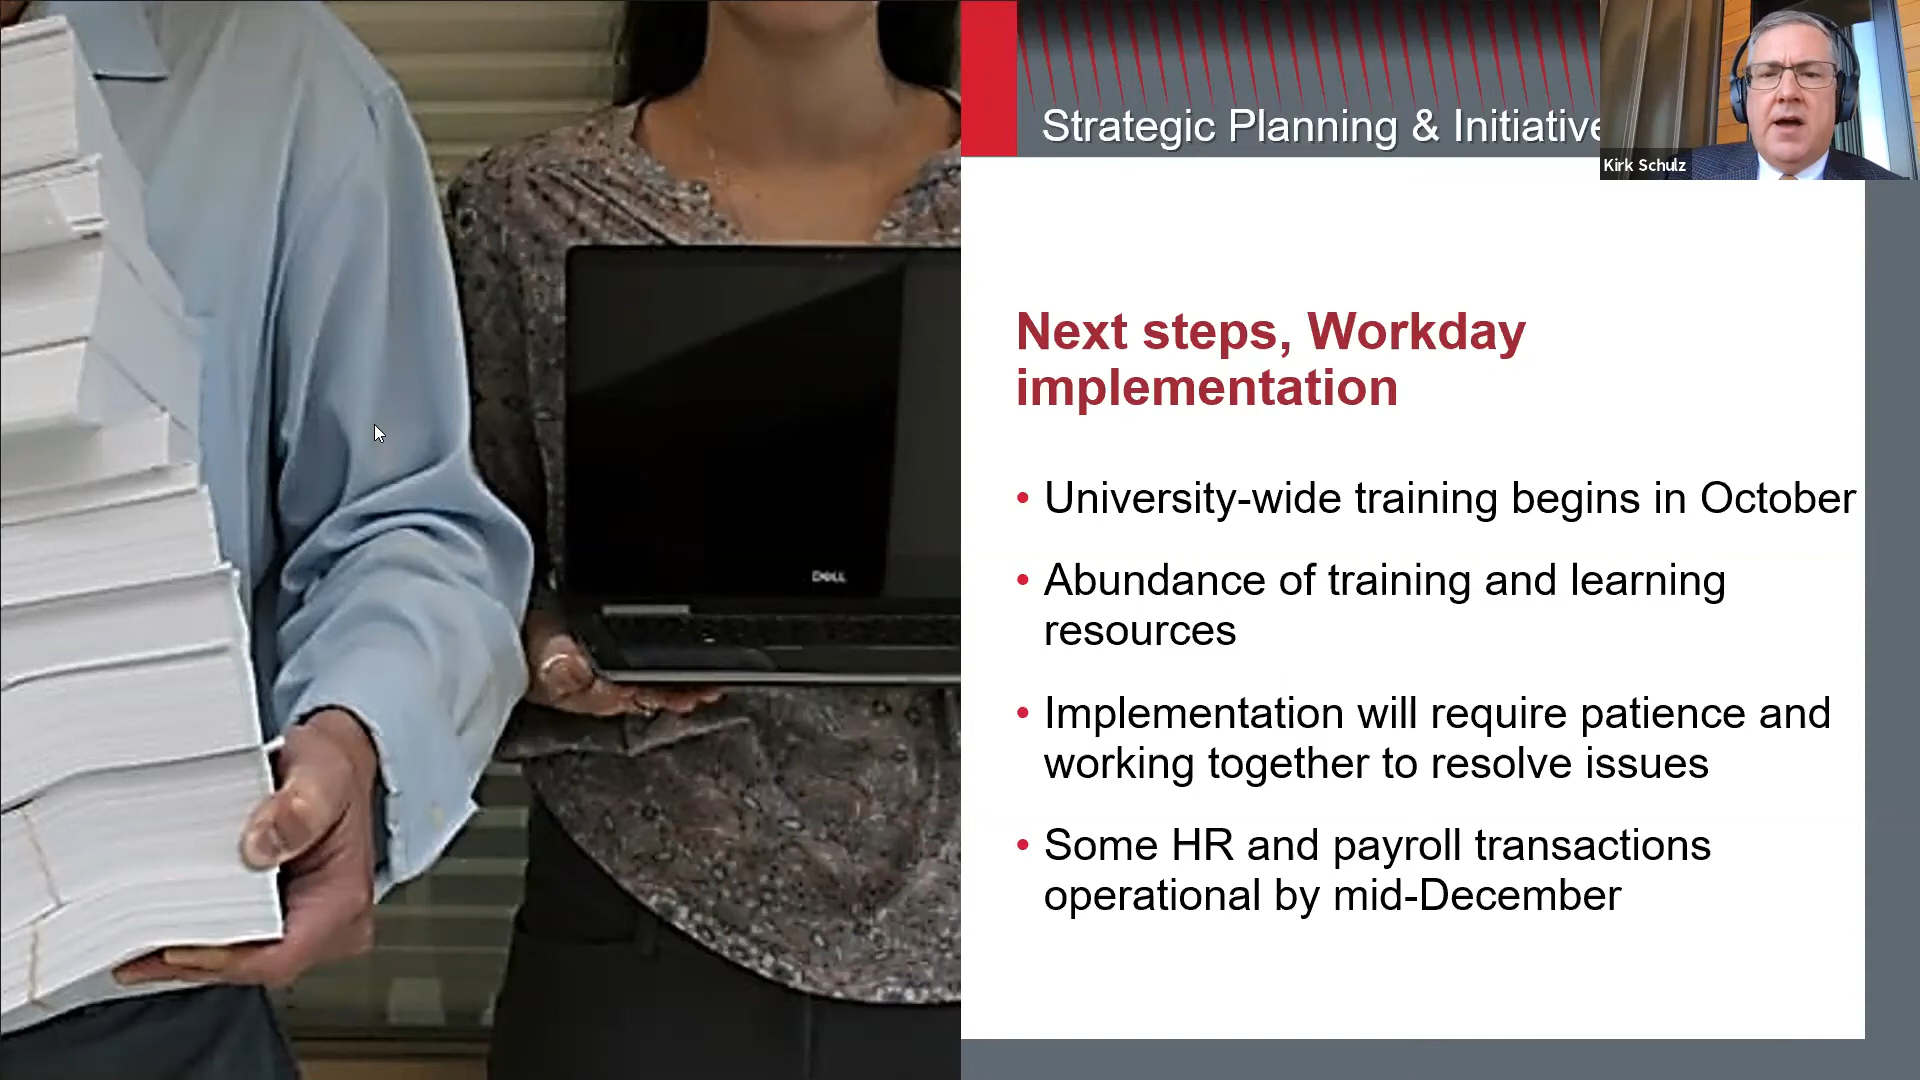 Strategic Planning & Initiative
Kirk Schulz
Next steps, Workday
implementation
• University-wide training begins in October
• Abundance of training and learning
resources
• Implementation will require patience and
working together to resolve issues
• Some HR and payroll transactions
operational by mid-December
DELL